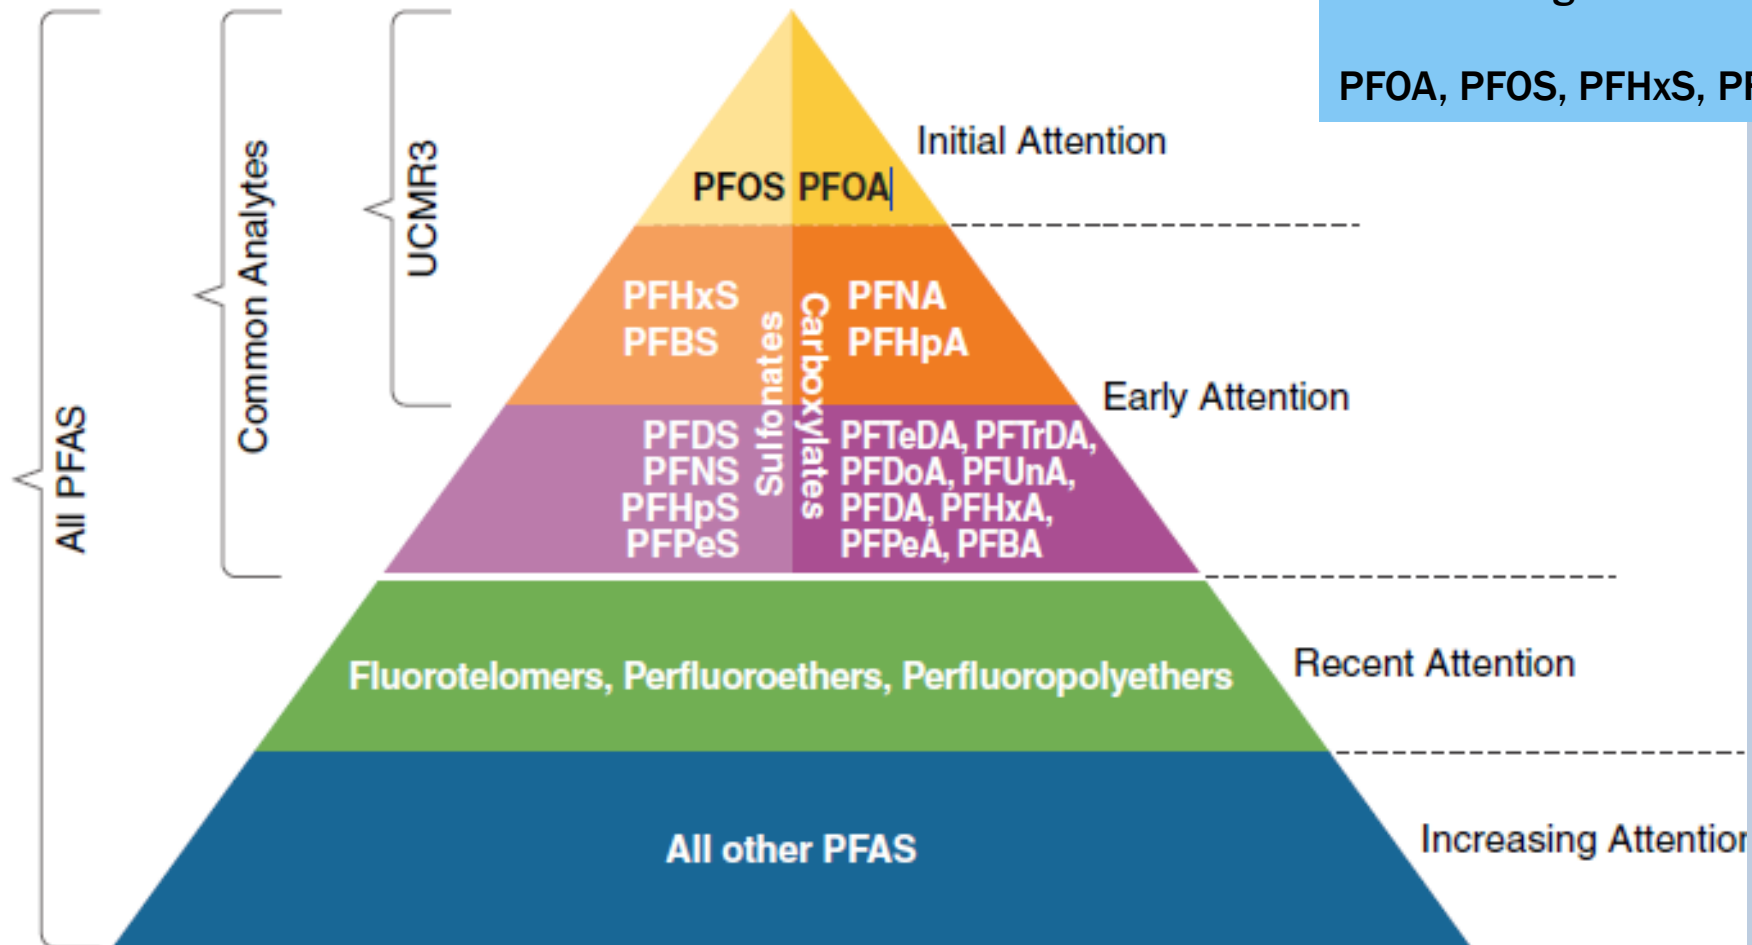 PFOA, PFOS, PFHxS,
Initial Attention
PFOS PFOA
PFHxS
PFBS
Sulfonates
Carboxylates
PFNA
PFHpA
Early Attention
PFDS
PFNS
PFHpS
PFPeS
PFTeDA, PFTrDA,
PFDoA, PFUnA,
PFDA, PFHxA,
PFPeA, PFBA
Fluorotelomers, Perfluoroethers, Perfluoropolyethers
Recent Attention
All other PFAS
Increasing Attention
All PFAS
Common Analytes
UCMR3